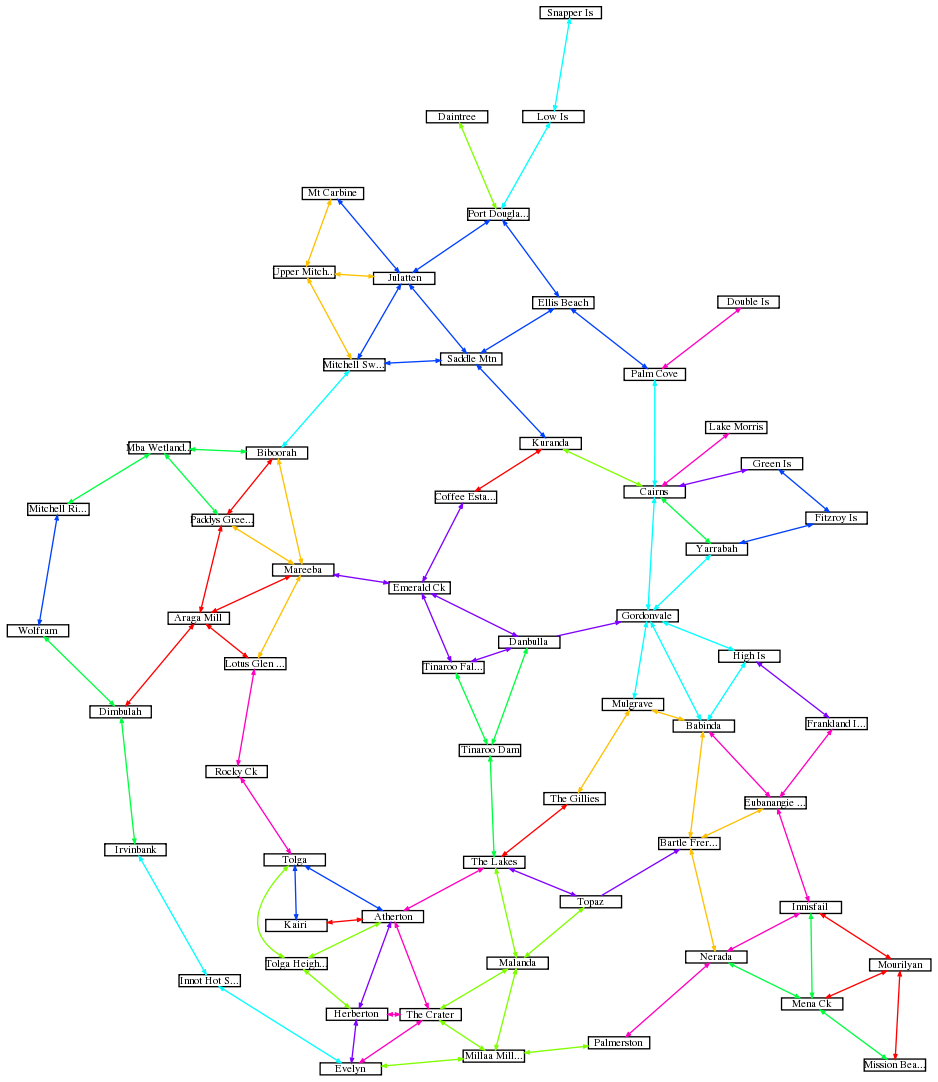 Snapper Is
Daintree
Low Is
Mt Carbine
Port Dougla...
Upper Mitch...
Julatten
Ellis Beach
Double Is
Mitchell Sw...
Saddle Mtn
Palm Cove
Lake Morris
Mba Wetland...
Biboorah
Kuranda
Green Is
Coffee Esta...
Cairns
Mitchell Ri...
Paddys Gree...
Fitzroy Is
Yarrabah
Mareeba
Emerald Ck
Araga Mill
Gordonvale
Wolfram
Danbulla
Lotus Glen ...
Tinaroo Fal...
High Is
Dimbulah
Mulgrave
Babinda
Frankland I...
Tinaroo Dam
Rocky Ck
The Gillies
Eubanangie ...
Irvinbank
Tolga
The Lakes
Bartle Frer...
Kairi
Atherton
Topaz
Innisfail
Tolga Heigh...
Malanda
Nerada
Mourilyan
Innot Hot S...
Herberton
The Crater
Mena Ck
Evelyn
Millaa Mill...
Palmerston
Mission Bea...